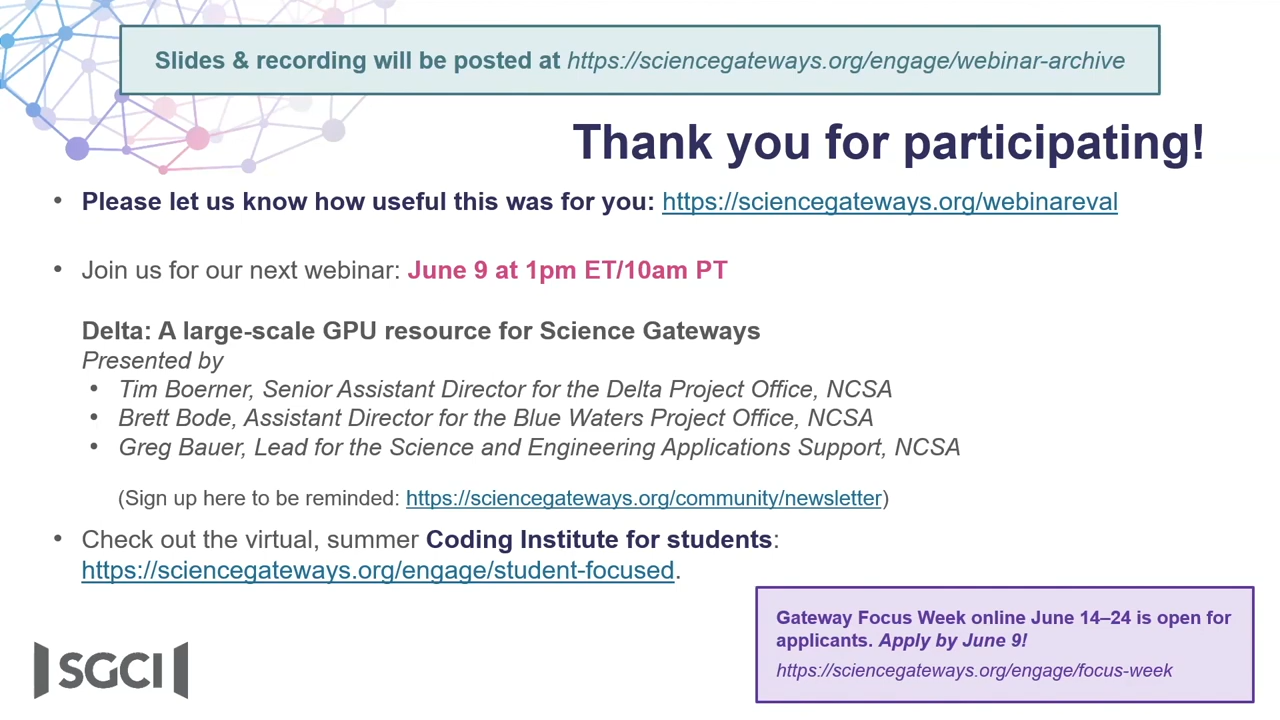 Slides & recording will be posted at https://sciencegateways.org/engage/webinar-archive
Thank you for participating!
• Please let us know how useful this was for you: https://sciencegateways.org/webinareval
• Join us for our next webinar: June 9 at 1pm ET/10am PT
Delta: A large-scale GPU resource for Science Gateways
Presented by
• Tim Boerner, Senior Assistant Director for the Delta Project Office, NCSA
• Brett Bode, Assistant Director for the Blue Waters Project Office, NCSA
• Greg Bauer, Lead for the Science and Engineering Applications Support, NCSA
(Sign up here to be reminded: https://sciencegateways.org/community/newsletter)
• Check out the virtual, summer Coding Institute for students:
https://sciencegateways.org/engage/student-focused.
Gateway Focus Week online June 14–24 is open for
applicants. Apply by June 9!
https://sciencegateways.org/engage/focus-week
SGCI